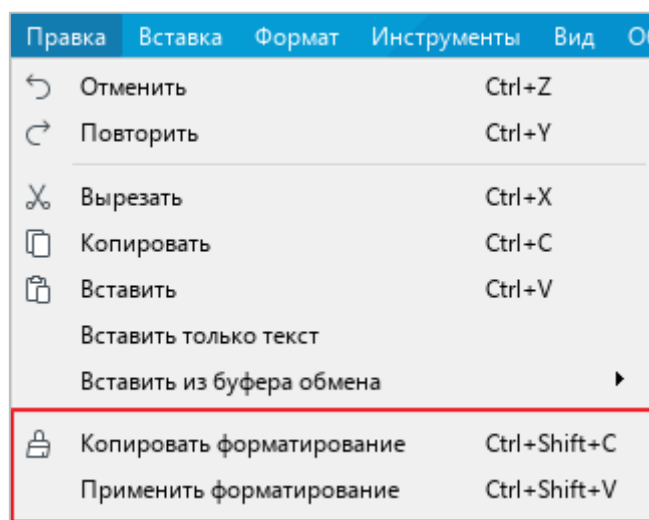 Правка Вставка Формат Инструменты Вид
Отменить Ctrl+Z
Повторить Ctrl+Y
Вырезать Ctrl+X
Копировать Ctrl+C
Вставить Ctrl+V
Вставить только текст
Вставить из буфера обмена
Копировать форматирование Ctrl+Shift+C
Применить форматирование Ctrl+Shift+V